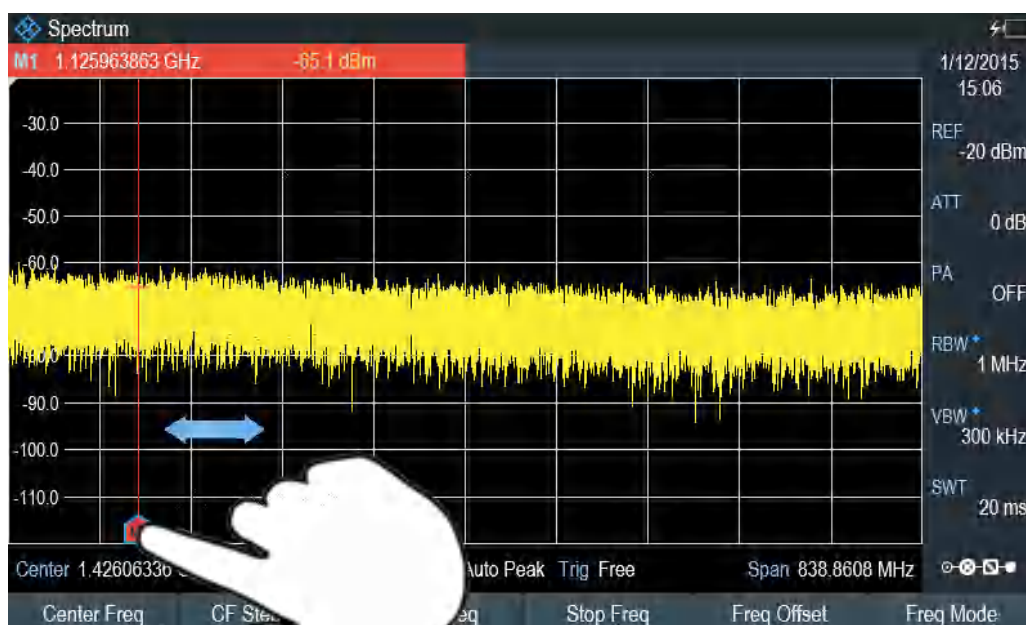 Spectrum
M1 1.125963863 GHz -65.1 dBm
1/12/2015
15:06
-30.0
-40.0
-50.0
-60.0
-90.0
-100.0
-110.0
REF
-20 dBm
ATT
0 dB
PA
OFF
RBW
1 MHz
VBW
300 kHz
SWT
20 ms
Center 1.42606336 Auto Peak Trig Free Span 838.8608 MHz
Center Freq CF Stop Freq Freq Offset Freq Mode